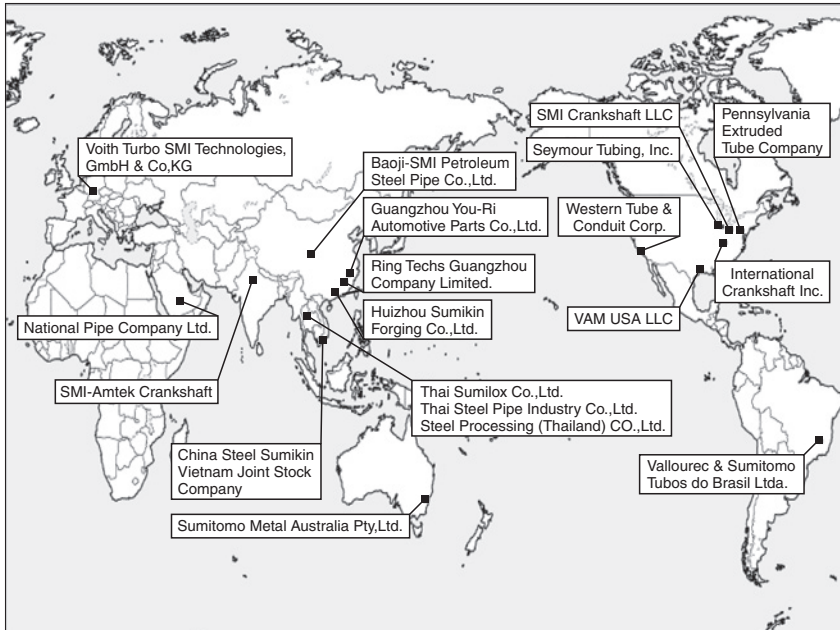 SMI Crankshaft LLC
Pennsylvania
Extruded
Tube Company
Seymour Tubing, Inc.
Voith Turbo SMI Technologies,
GmbH & Co,KG
Baoji-SMI Petroleum
Steel Pipe Co.,Ltd.
Guangzhou You-Ri
Automotive Parts Co.,Ltd.
Western Tube &
Conduit Corp.
Ring Techs Guangzhou
Company Limited.
International
Crankshaft Inc.
Huizhou Sumikin
Forging Co.,Ltd.
VAM USA LLC
National Pipe Company Ltd.
SMI-Amtek Crankshaft
Thai Sumilox Co.,Ltd.
Thai Steel Pipe Industry Co.,Ltd.
Steel Processing (Thailand) CO.,Ltd.
China Steel Sumikin
Vietnam Joint Stock
Company
Vallourec & Sumitomo
Tubos do Brasil Ltda.
Sumitomo Metal Australia Pty,Ltd.